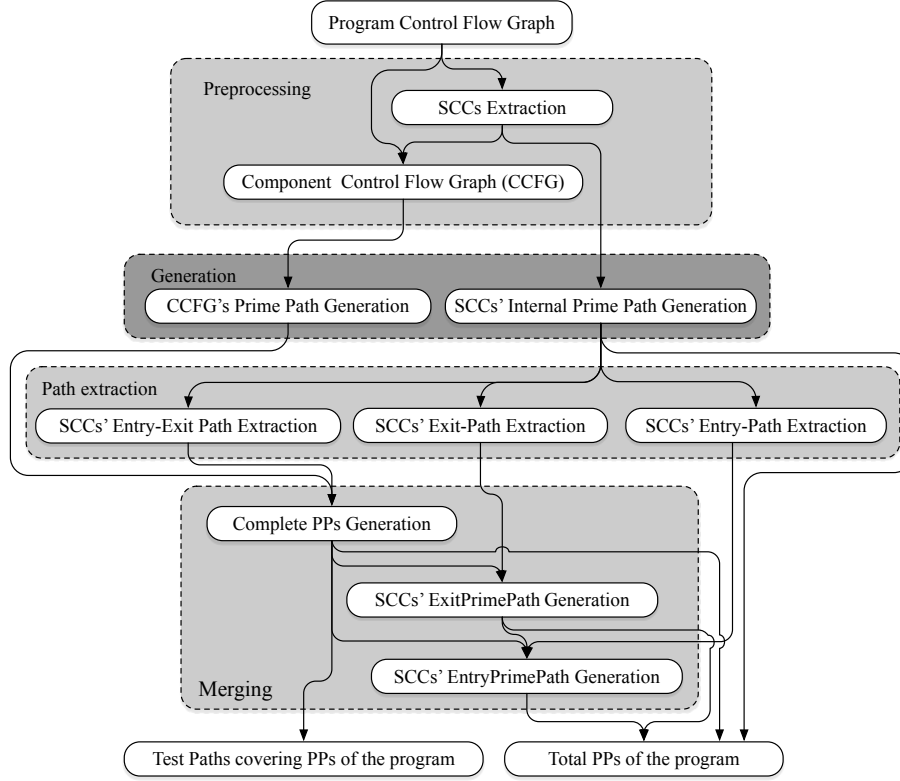 Program Control Flow Graph
Preprocessing
SCCs Extraction
Component Control Flow Graph (CCFG)
Generation
CCFG's Prime Path Generation
SCCs' Internal Prime Path Generation
Path extraction
SCCs' Entry-Exit Path Extraction
SCCs' Exit-Path Extraction
SCCs' Entry-Path Extraction
Complete PPs Generation
SCCs' ExitPrimePath Generation
SCCs' EntryPrimePath Generation
Merging
Test Paths covering PPs of the program
Total PPs of the program